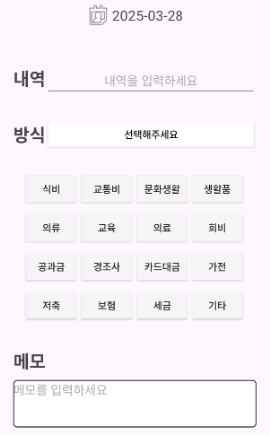 2025-03-28
내역 내역을 입력하세요
방식 선택해주세요
식비 교통비 문화생활 생활품
의류 교육 의료 회비
공과금 경조사 카드대금 가전
저축 보험 세금 기타
메모
메모를 입력하세요